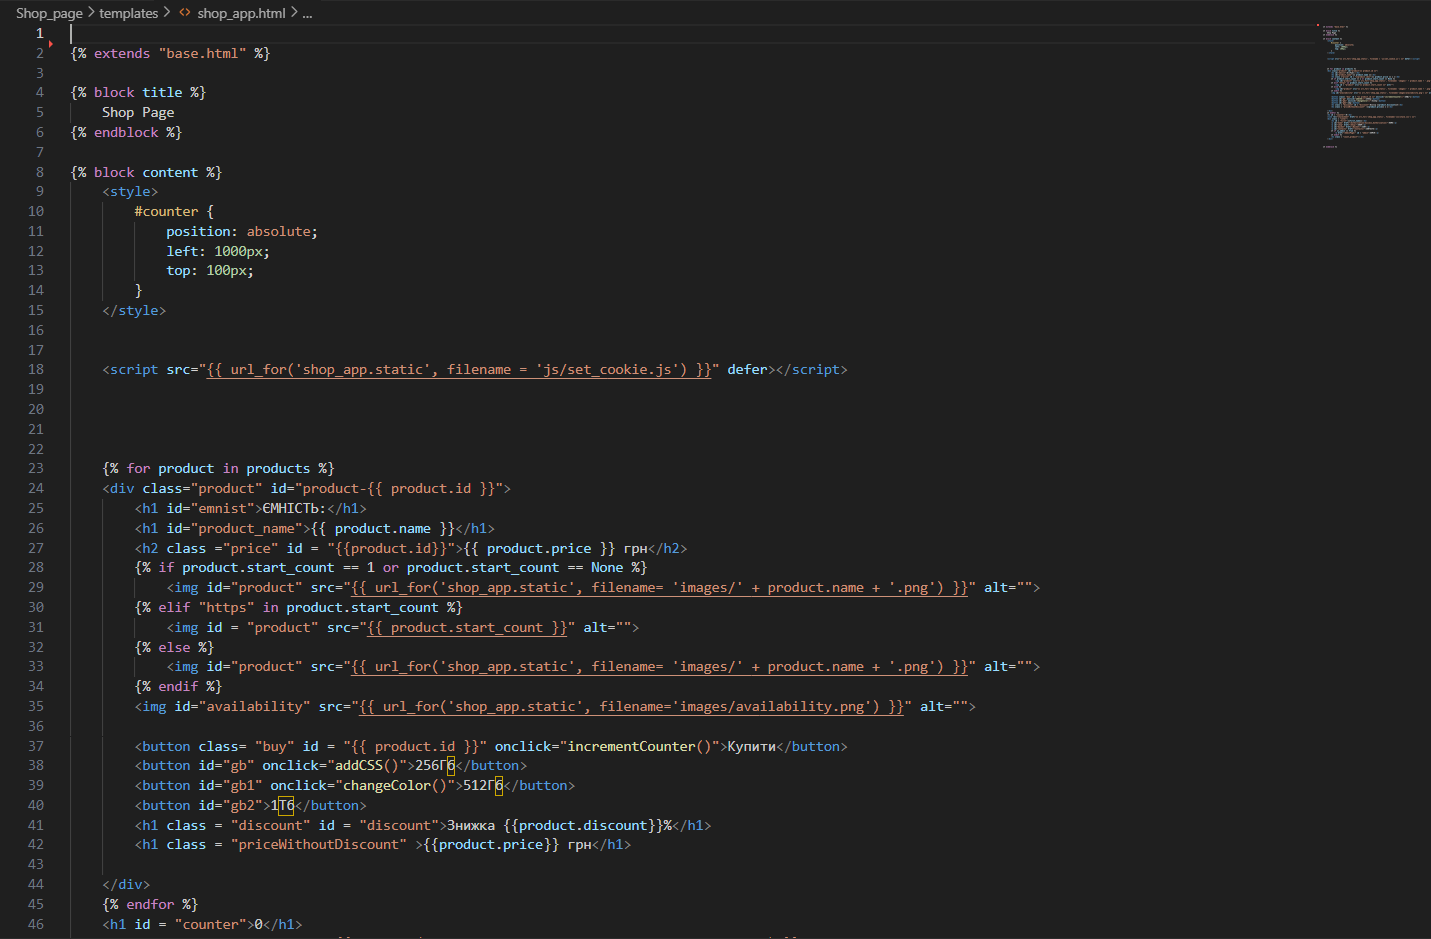 Shop_page > templates > <> shop_app.html > ...
1
2 {% extends "base.html" %}
3
4 {% block title %}
5     Shop Page
6 {% endblock %}
7
8 {% block content %}
9     <style>
10         #counter {
11             position: absolute;
12             left: 1000px;
13             top: 100px;
14         }
15     </style>
16
17
18     <script src="{{ url_for('shop_app.static', filename = 'js/set_cookie.js') }}" defer></script>
19
20
21
22
23     {% for product in products %}
24     <div class="product" id="product-{{ product.id }}">
25         <h1 id="emnist">ЄМНІСТЬ:</h1>
26         <h1 id="product_name">{{ product.name }}</h1>
27         <h2 class ="price" id = "{{product.id}}">{{ product.price }} грн</h2>
28         {% if product.start_count == 1 or product.start_count == None %}
29             <img id="product" src="{{ url_for('shop_app.static', filename= 'images/' + product.name + '.png') }}" alt="">
30         {% elif "https" in product.start_count %}
31             <img id = "product" src="{{ product.start_count }}" alt="">
32         {% else %}
33             <img id="product" src="{{ url_for('shop_app.static', filename= 'images/' + product.name + '.png') }}" alt="">
34         {% endif %}
35         <img id="availability" src="{{ url_for('shop_app.static', filename='images/availability.png') }}" alt="">
36
37         <button class= "buy" id = "{{ product.id }}" onclick="incrementCounter()">Купити</button>
38         <button id="gb" onclick="addCSS()">256Гб</button>
39         <button id="gb1" onclick="changeColor()">512Гб</button>
40         <button id="gb2">1Тб</button>
41         <h1 class = "discount" id = "discount">Знижка {{product.discount}}%</h1>
42         <h1 class = "priceWithoutDiscount" >{{product.price}} грн</h1>
43
44     </div>
45     {% endfor %}
46     <h1 id = "counter">0</h1>